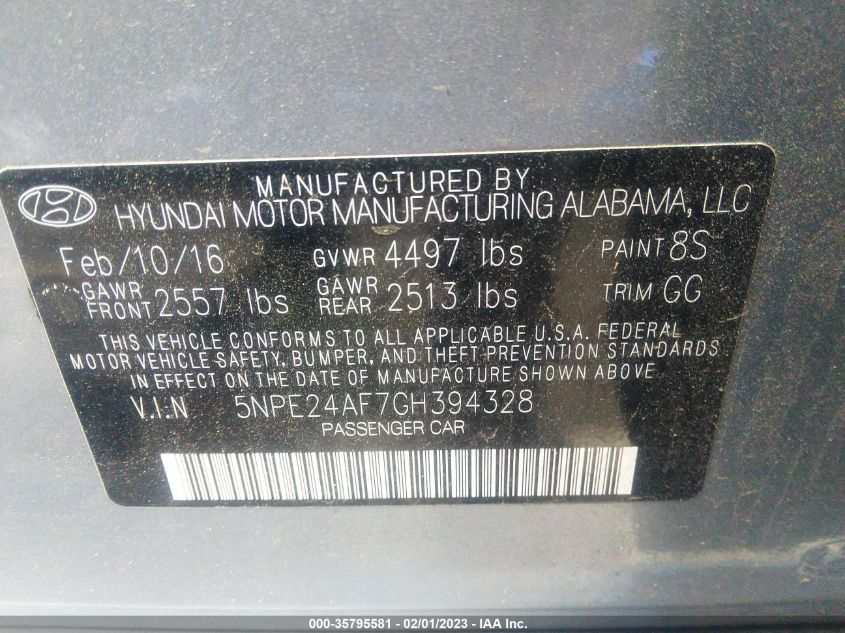 MANUFACTURED BY
HYUNDAI MOTOR MANUFACTURING ALABAMA, LLC
Feb/10/16 GVWR 4497 lbs PAINT 8S
GAWR FRONT 2557 lbs GAWR REAR 2513 lbs TRIM GG
THIS VEHICLE CONFORMS TO ALL APPLICABLE U.S.A. FEDERAL
MOTOR VEHICLE SAFETY, BUMPER, AND THEFT PREVENTION STANDARDS
IN EFFECT ON THE DATE OF MANUFACTURE SHOWN ABOVE
V.I.N 5NPE24AF7GH394328
PASSENGER CAR
000-35795581 - 02/01/2023 - IAA Inc.